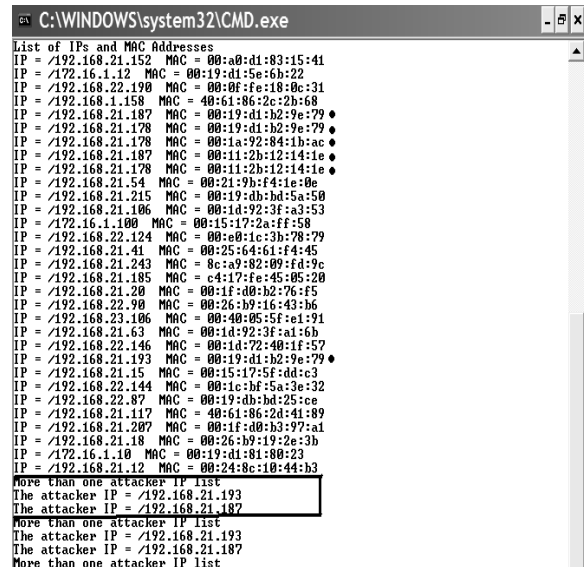 C:\WINDOWS\system32\CMD.exe
List of IPs and MAC Addresses
IP = /192.168.21.152  MAC = 00:a0:d1:83:15:41
IP = /172.16.1.12  MAC = 00:19:d1:5e:6b:22
IP = /192.168.22.190  MAC = 00:0f:fe:18:0c:31
IP = /192.168.1.158  MAC = 40:61:86:2c:2b:68
IP = /192.168.21.187  MAC = 00:19:d1:b2:9e:79
IP = /192.168.21.178  MAC = 00:19:d1:b2:9e:79
IP = /192.168.21.178  MAC = 00:1a:92:84:1b:ac
IP = /192.168.21.187  MAC = 00:11:2b:12:14:1e
IP = /192.168.21.178  MAC = 00:11:2b:12:14:1e
IP = /192.168.21.54  MAC = 00:21:9b:f4:1e:0e
IP = /192.168.21.215  MAC = 00:19:db:bd:5a:50
IP = /192.168.21.106  MAC = 00:1d:92:3f:a3:53
IP = /172.16.1.100  MAC = 00:15:17:2a:ff:58
IP = /192.168.22.124  MAC = 00:e0:1c:3b:78:79
IP = /192.168.21.41  MAC = 00:25:64:61:f4:45
IP = /192.168.21.243  MAC = 8c:a9:82:09:fd:9c
IP = /192.168.21.185  MAC = c4:17:fe:45:05:20
IP = /192.168.21.20  MAC = 00:1f:d0:b2:76:f5
IP = /192.168.22.90  MAC = 00:26:b9:16:43:b6
IP = /192.168.23.106  MAC = 00:40:05:5f:e1:91
IP = /192.168.21.63  MAC = 00:1d:92:3f:a1:6b
IP = /192.168.22.146  MAC = 00:1d:72:40:1f:57
IP = /192.168.21.193  MAC = 00:19:d1:b2:9e:79
IP = /192.168.21.15  MAC = 00:15:17:5f:dd:c3
IP = /192.168.22.144  MAC = 00:1c:bf:5a:3e:32
IP = /192.168.22.87  MAC = 00:19:db:bd:25:ce
IP = /192.168.21.117  MAC = 40:61:86:2d:41:89
IP = /192.168.21.207  MAC = 00:1f:d0:b3:97:a1
IP = /192.168.21.18  MAC = 00:26:b9:19:2e:3b
IP = /172.16.1.10  MAC = 00:19:d1:81:80:23
IP = /192.168.21.12  MAC = 00:24:8c:10:44:b3
More than one attacker IP list
The attacker IP = /192.168.21.193
The attacker IP = /192.168.21.187
More than one attacker IP list
The attacker IP = /192.168.21.193
The attacker IP = /192.168.21.187
More than one attacker IP list